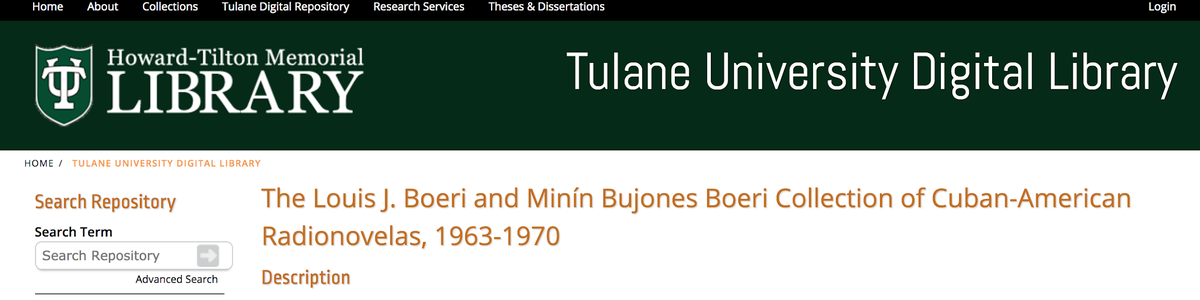 Home About Collections Tulane Digital Repository Research Services Theses & Dissertations Login
Howard-Tilton Memorial
LIBRARY
Tulane University Digital Library
HOME / TULANE UNIVERSITY DIGITAL LIBRARY
Search Repository
Search Term
Search Repository
Advanced Search
The Louis J. Boeri and Minín Bujones Boeri Collection of Cuban-American
Radionovelas, 1963-1970
Description